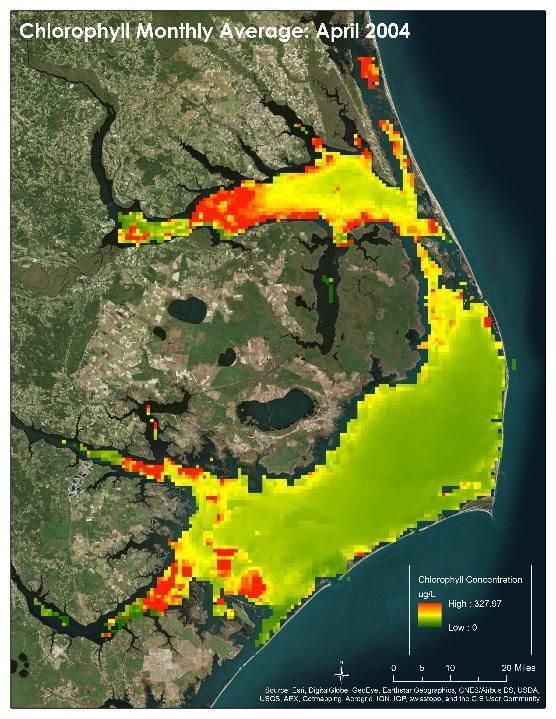 Chlorophyll Monthly Average: April 2004
Chlorophyll Concentration
ug/L
High : 327.97
Low : 0
N
0 5 10 20 Miles
Source: Esri, DigitalGlobe, GeoEye, Earthstar Geographics, CNES/Airbus DS, USDA,
USGS, AEX, Getmapping, Aerogrid, IGN, IGP, swisstopo, and the GIS User Community